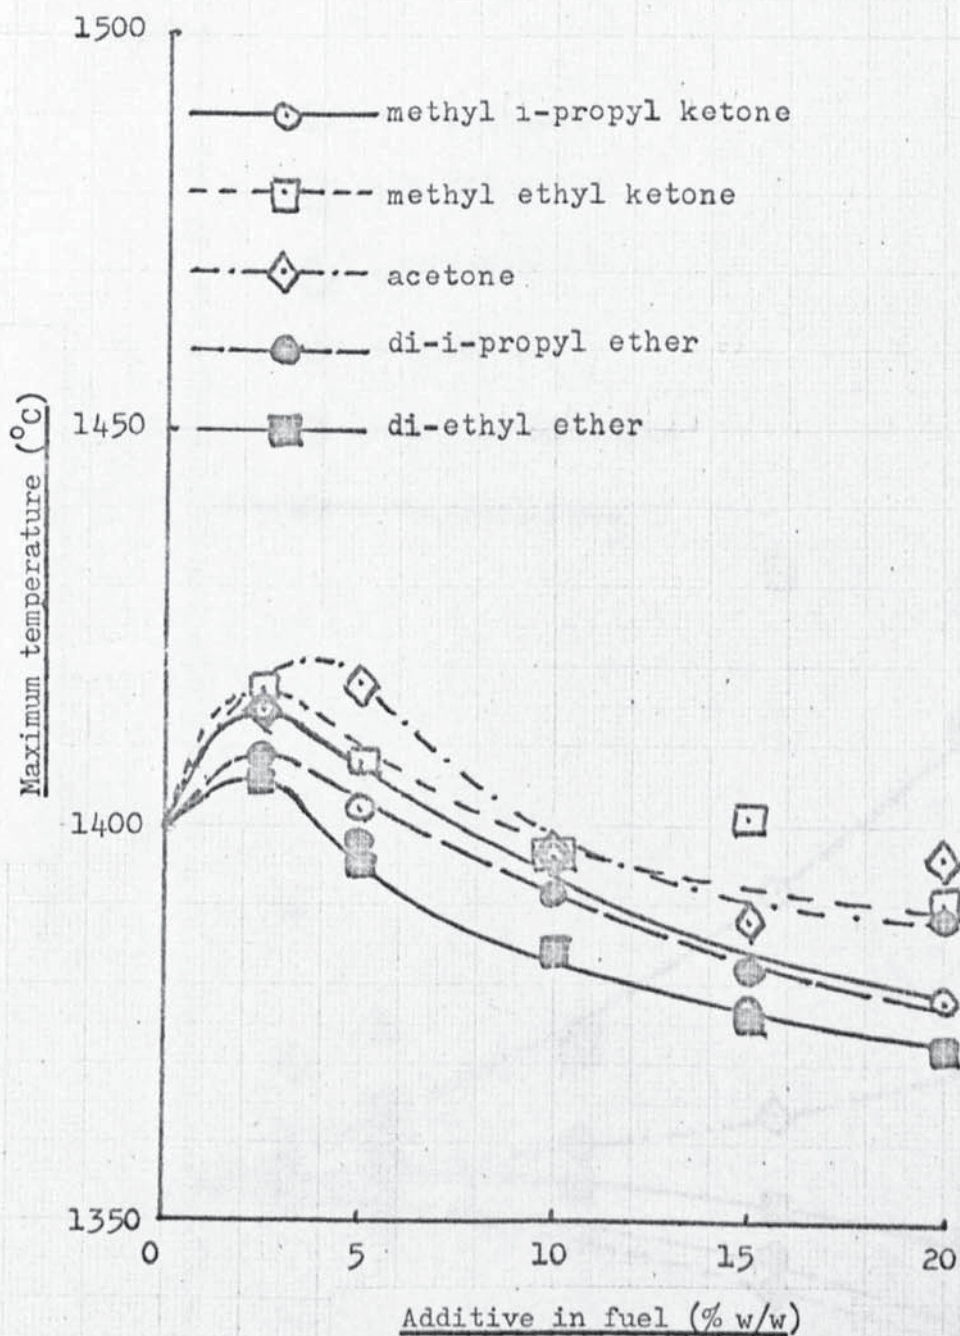 1500
methyl i-propyl ketone
methyl ethyl ketone
acetone
di-i-propyl ether
1450
di-ethyl ether
Maximum temperature (°C)
1400
1350
0 5 10 15 20
Additive in fuel (% w/w)